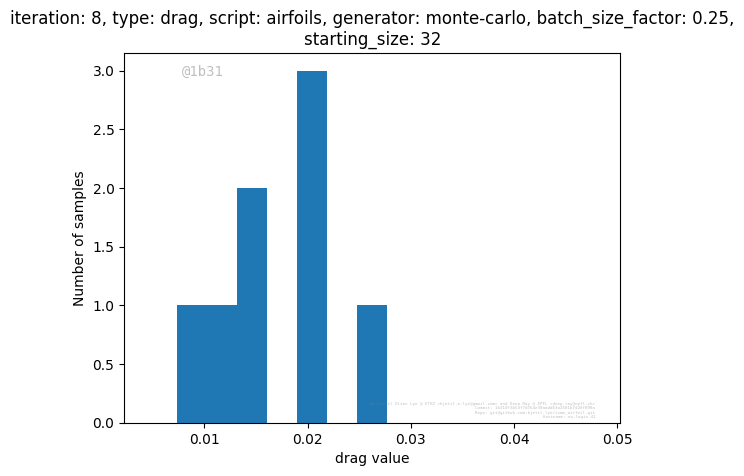 iteration: 8, type: drag, script: airfoils, generator: monte-carlo, batch_size_factor: 0.25,
starting_size: 32
@1b31
3.0
2.5
2.0
1.5
1.0
0.5
0.0
Number of samples
0.01
0.02
0.03
0.04
0.05
drag value